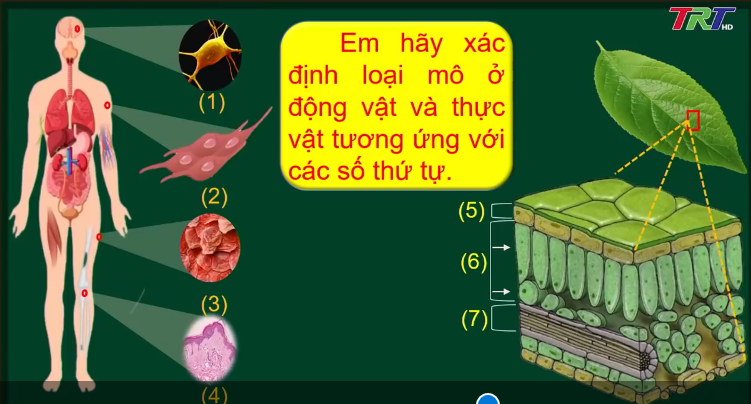 TRT HD
Em hãy xác
định loại mô ở
động vật và thực
vật tương ứng với
các số thứ tự.
(1)
(2)
(3)
(4)
(5)
(6)
(7)